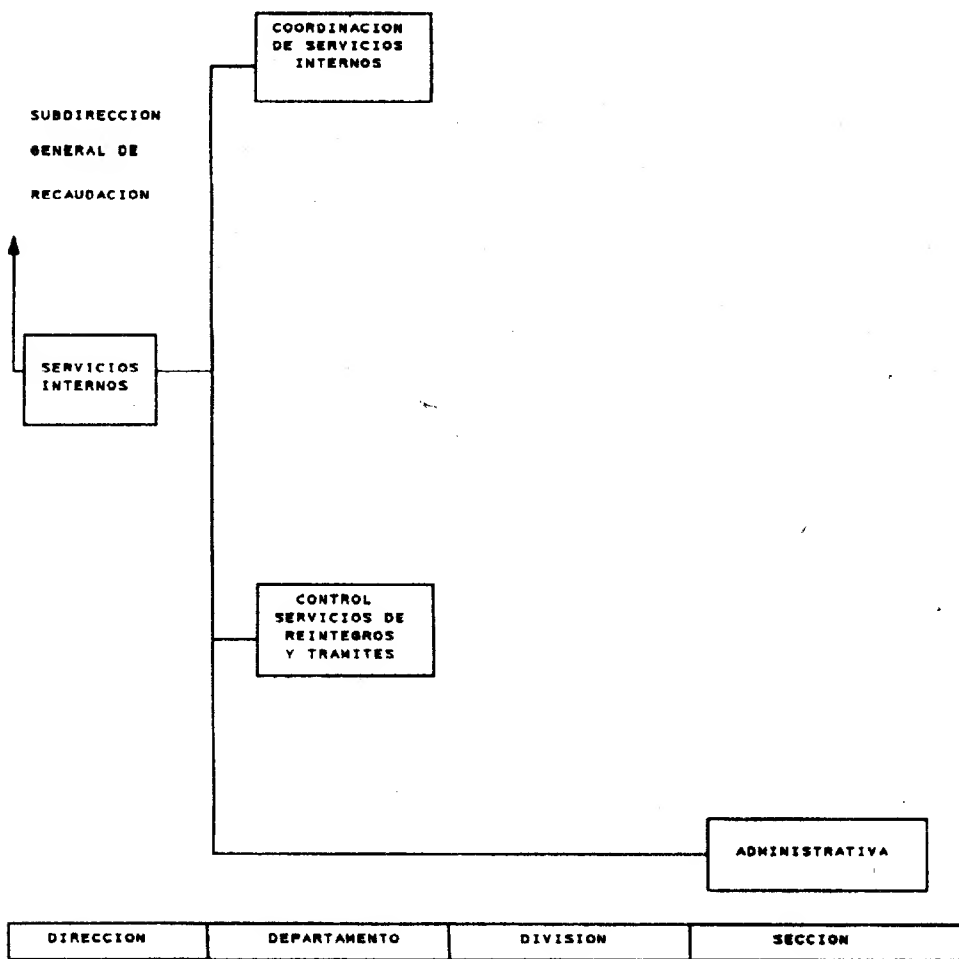 COORDINACION
DE SERVICIOS
INTERNOS
SUBDIRECCION
GENERAL DE
RECAUDACION
SERVICIOS
INTERNOS
CONTROL
SERVICIOS DE
REINTEGROS
Y TRAMITES
ADMINISTRATIVA
DIRECCION DEPARTAMENTO DIVISION SECCION